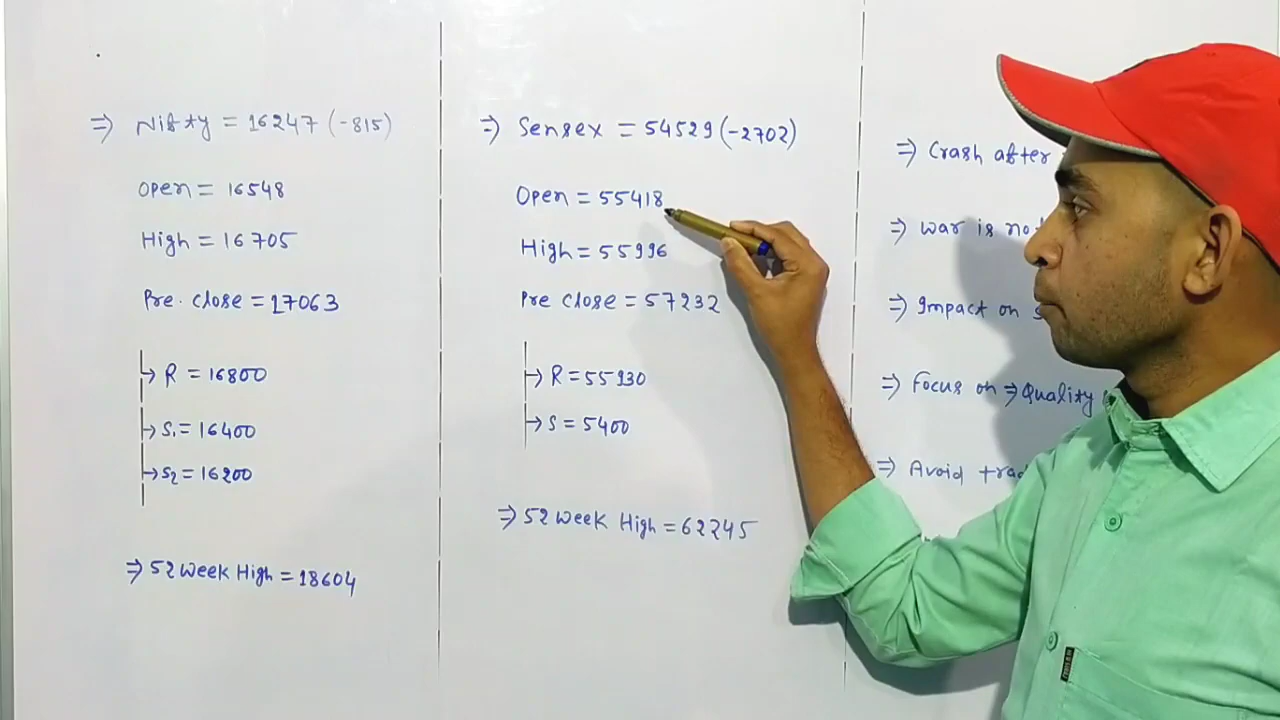 ⇒ Nifty = 16247 (-815)
Open = 16548
High = 16705
Pre. Close = 17063
→ R = 16800
→ S₁ = 16400
→ S₂ = 16200
⇒ 52 Week High = 18604
⇒ Sensex = 54529 (-2702)
Open = 55418
High = 55996
Pre Close = 57232
→ R = 55930
→ S = 5400
⇒ 52 Week High = 62245
⇒ Crash after
⇒ War is
⇒ Impact on
⇒ Focus on ⇒ Quality
⇒ Avoid